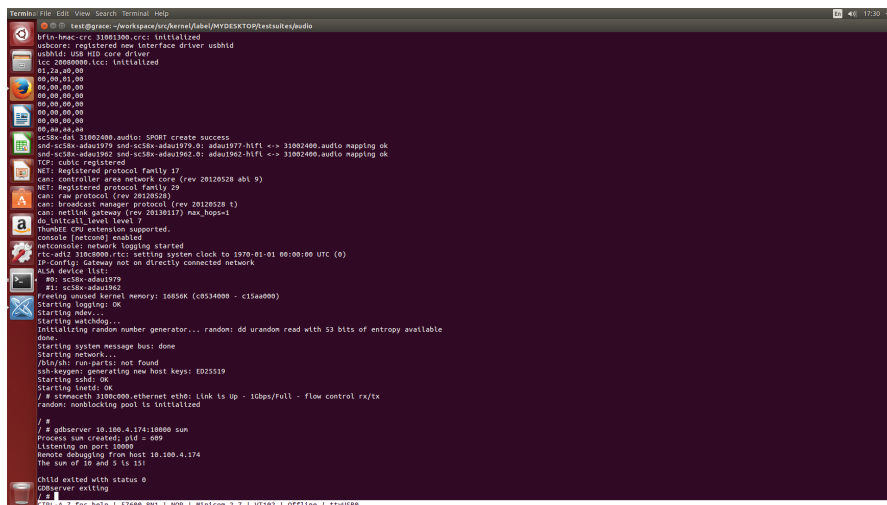 Terminal File Edit View Search Terminal Help
En 17:30
test@grace: ~/workspace/src/kernel/label/MYDESKTOP/testsuites/audio
bfin-hmac-crc 31001300.crc: initialized
usbcore: registered new interface driver usbhid
usbhid: USB HID core driver
icc 20080000.icc: initialized
01,2a,a0,00
00,00,01,00
06,00,00,00
00,00,00,00
00,00,00,00
00,00,00,00
00,00,00,00
00,aa,aa,aa
sc58x-dai 31002400.audio: SPORT create success
snd-sc58x-adau1979 snd-sc58x-adau1979.0: adau1977-hifi <-> 31002400.audio mapping ok
snd-sc58x-adau1962 snd-sc58x-adau1962.0: adau1962-hifi <-> 31002400.audio mapping ok
TCP: cubic registered
NET: Registered protocol family 17
can: controller area network core (rev 20120528 abi 9)
NET: Registered protocol family 29
can: raw protocol (rev 20120528)
can: broadcast manager protocol (rev 20120528 t)
can: netlink gateway (rev 20130117) max_hops=1
do_initcall_level level 7
ThumbEE CPU extension supported.
console [netcon0] enabled
netconsole: network logging started
rtc-adi2 310c8000.rtc: setting system clock to 1970-01-01 00:00:00 UTC (0)
IP-Config: Gateway not on directly connected network
ALSA device list:
#0: sc58x-adau1979
#1: sc58x-adau1962
Freeing unused kernel memory: 16856K (c0534000 - c15aa000)
Starting logging: OK
Starting mdev...
Starting watchdog...
Initializing random number generator... random: dd urandom read with 53 bits of entropy available
done.
Starting system message bus: done
Starting network...
/bin/sh: run-parts: not found
ssh-keygen: generating new host keys: ED25519
Starting sshd: OK
Starting inetd: OK
/ # stmmaceth 3100c000.ethernet eth0: Link is Up - 1Gbps/Full - flow control rx/tx
random: nonblocking pool is initialized
/ #
/ # gdbserver 10.100.4.174:10000 sum
Process sum created; pid = 609
Listening on port 10000
Remote debugging from host 10.100.4.174
The sum of 10 and 5 is 15!
Child exited with status 0
GDBserver exiting
/ #
CTRL-A Z for help | 57600 8N1 | NOR | Minicom 2.7 | VT102 | Offline | ttyUSB0